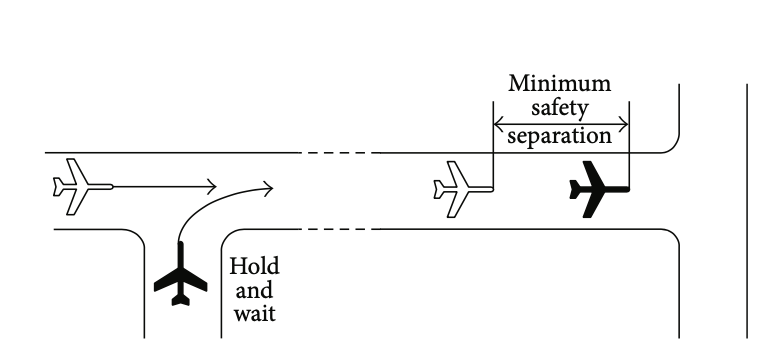 Minimum
safety
separation
Hold
and
wait